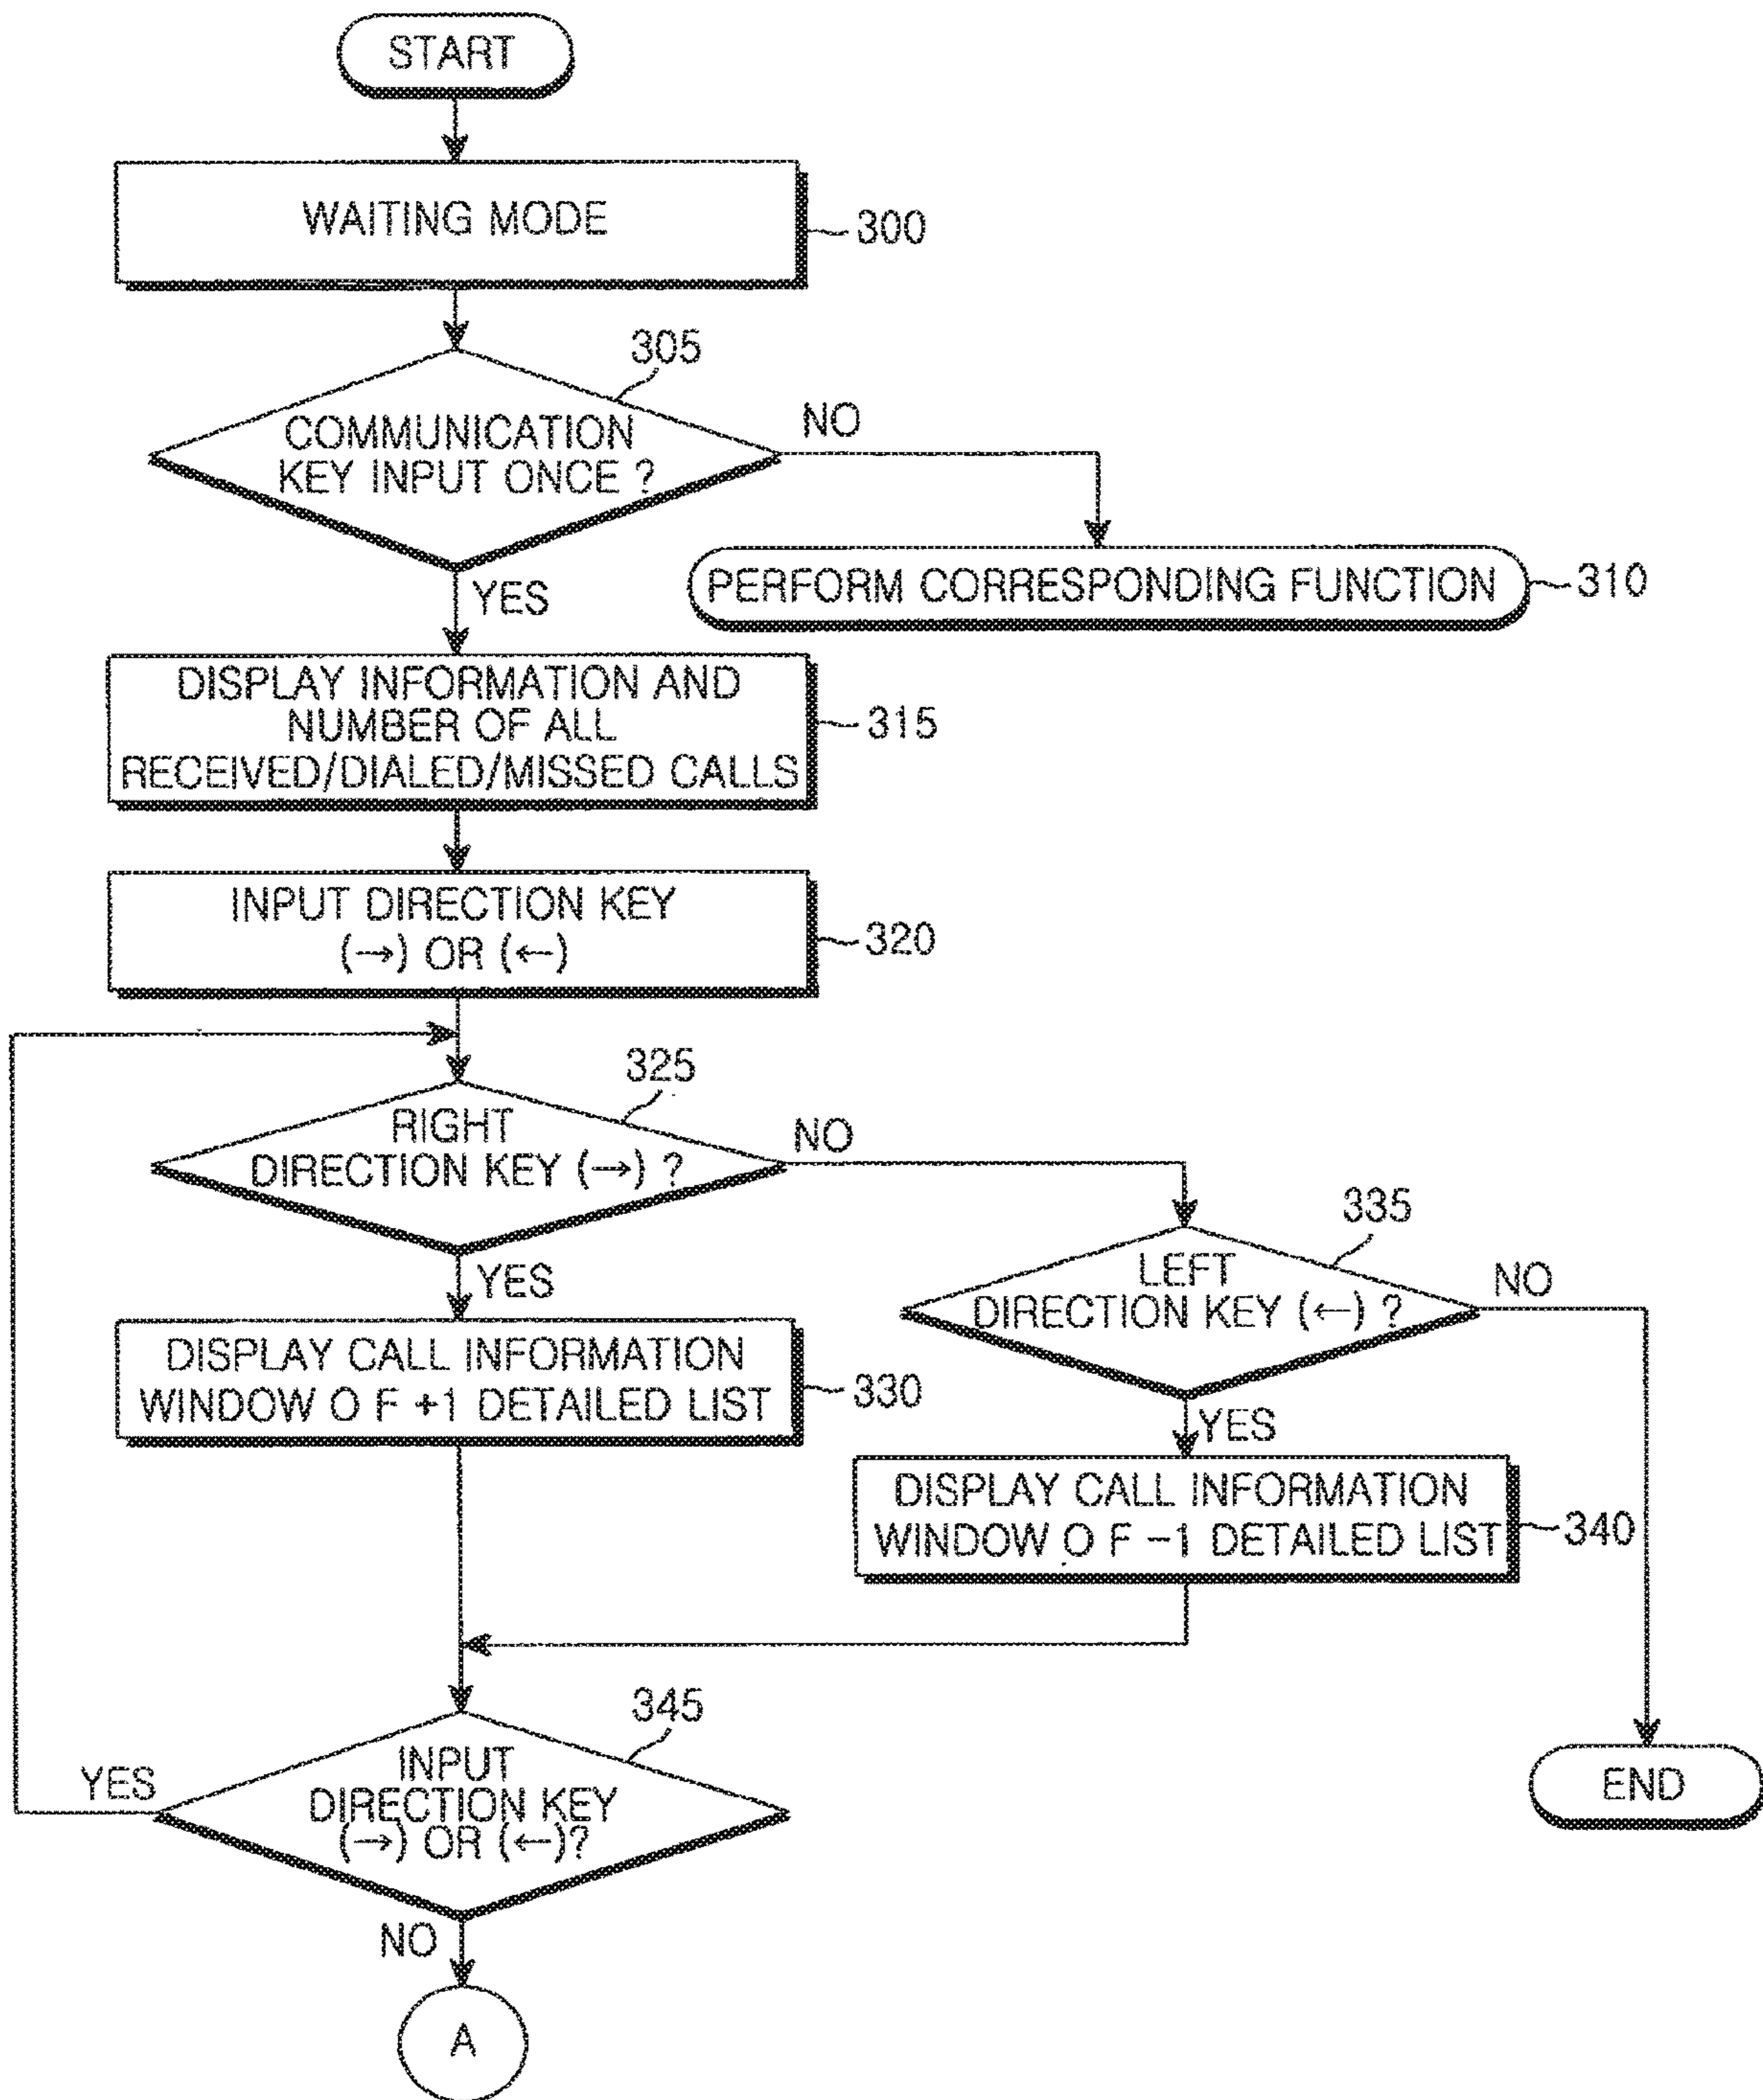 START
WAITING MODE
300
305
COMMUNICATION
KEY INPUT ONCE ?
NO
YES
PERFORM CORRESPONDING FUNCTION
310
DISPLAY INFORMATION AND
NUMBER OF ALL
RECEIVED/DIALED/MISSED CALLS
315
INPUT DIRECTION KEY
(→) OR (←)
320
325
RIGHT
DIRECTION KEY (→) ?
NO
YES
335
LEFT
DIRECTION KEY (←) ?
NO
YES
DISPLAY CALL INFORMATION
WINDOW O F +1 DETAILED LIST
330
DISPLAY CALL INFORMATION
WINDOW O F -1 DETAILED LIST
340
345
INPUT
DIRECTION KEY
(→) OR (←)?
YES
NO
END
A